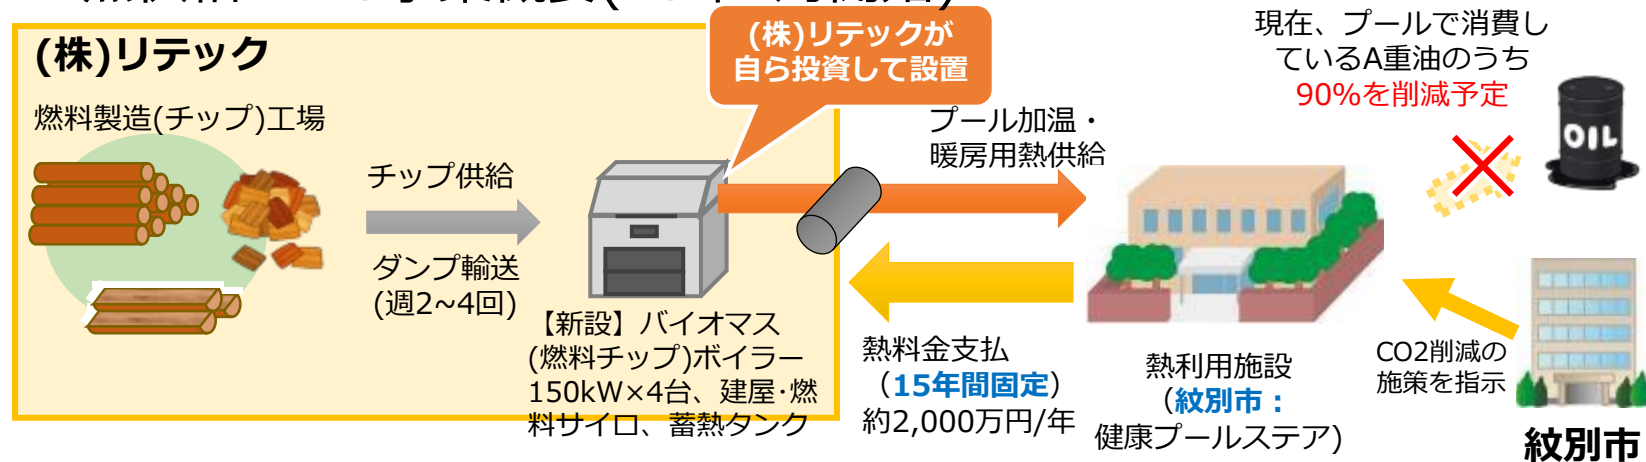 (株)リテック
燃料製造(チップ)工場
チップ供給
ダンプ輸送
(週2~4回)
【新設】バイオマス
(燃料チップ)ボイラー
150kW×4台、建屋･燃
料サイロ、蓄熱タンク
(株)リテックが
自ら投資して設置
プール加温・
暖房用熱供給
熱料金支払
（15年間固定）
約2,000万円/年
熱利用施設
（紋別市：
健康プールステア)
現在、プールで消費し
ているA重油のうち
90%を削減予定
OIL
CO2削減の
施策を指示
紋別市